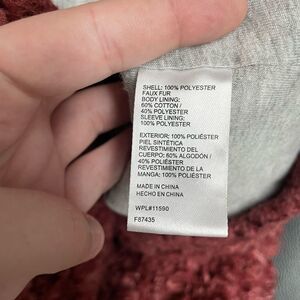 SHELL: 100% POLYESTER
FAUX FUR
BODY LINING:
60% COTTON /
40% POLYESTER
SLEEVE LINING:
100% POLYESTER
EXTERIOR: 100% POLIÉSTER
PIEL SINTÉTICA
REVESTIMIENTO DEL
CUERPO: 60% ALGODÓN /
40% POLIÉSTER
REVESTIMIENTO DE LA
MANGA: 100% POLIÉSTER
MADE IN CHINA
HECHO EN CHINA
WPL#11590
F87435